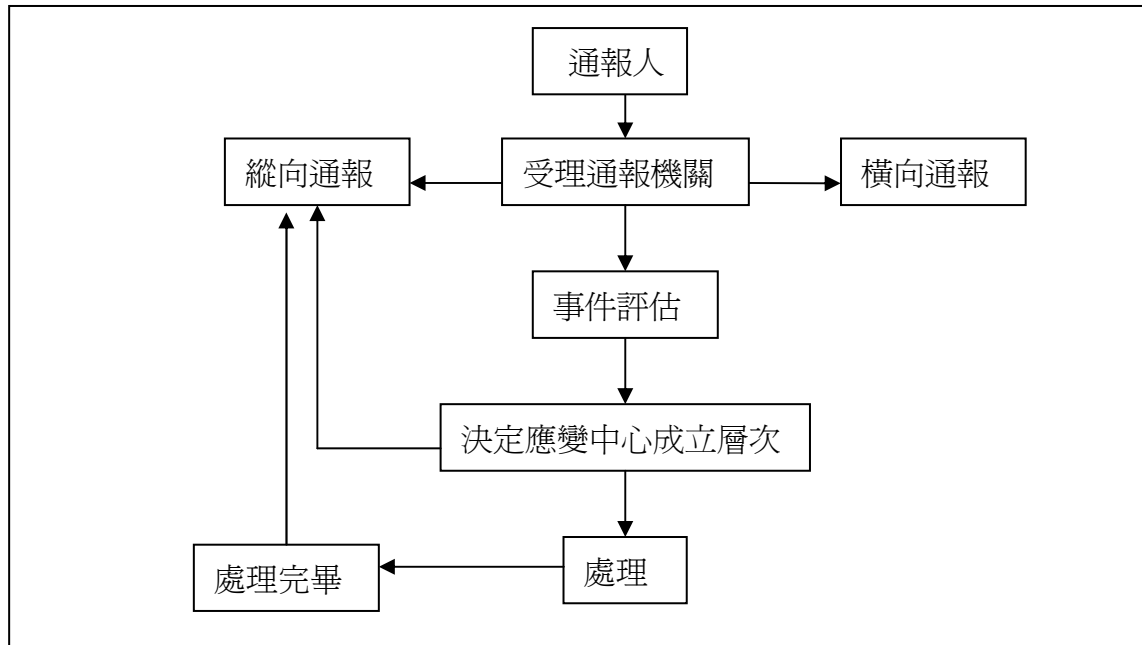 通報人
縱向通報
受理通報機關
橫向通報
事件評估
決定應變中心成立層次
處理完畢
處理